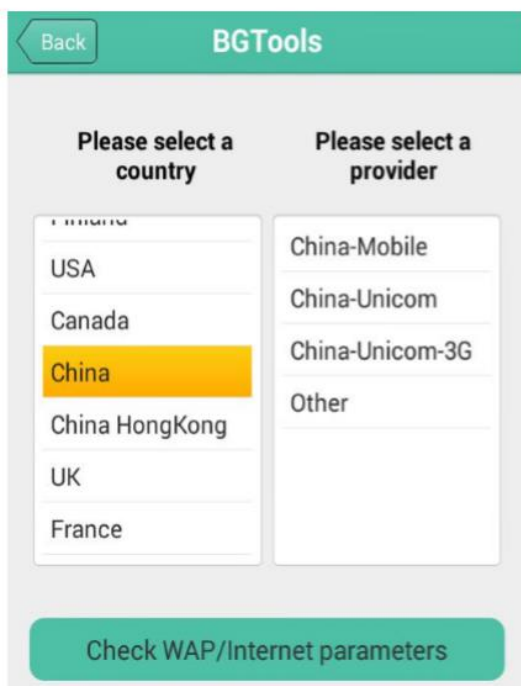 Back
BGTools
Please select a
country
Please select a
provider
Finland
USA
Canada
China
China HongKong
UK
France
China-Mobile
China-Unicom
China-Unicom-3G
Other
Check WAP/Internet parameters